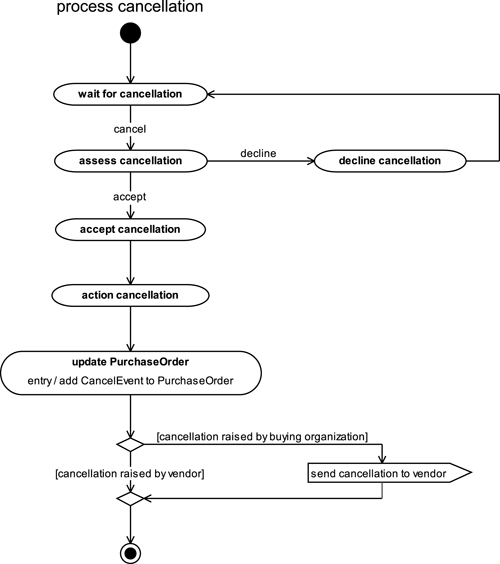 process cancellation
wait for cancellation
cancel
assess cancellation
decline
decline cancellation
accept
accept cancellation
action cancellation
update PurchaseOrder
entry / add CancelEvent to PurchaseOrder
[cancellation raised by buying organization]
[cancellation raised by vendor]
send cancellation to vendor